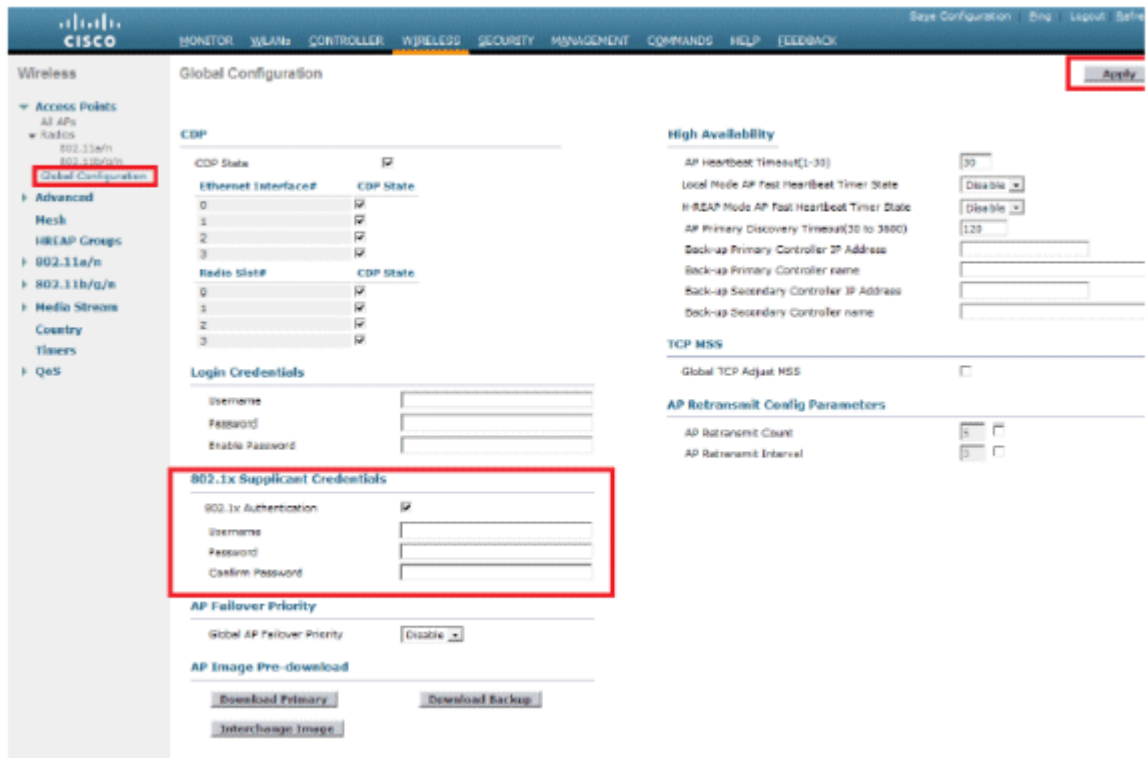 Save Configuration Ping Logout Refre
CISCO
MONITOR WLANs CONTROLLER WIRELESS SECURITY MANAGEMENT COMMANDS HELP FEEDBACK
Wireless
Access Points
All APs
Radios
802.11a/n
802.11b/g/n
Global Configuration
Advanced
Mesh
HREAP Groups
802.11a/n
802.11b/g/n
Media Stream
Country
Timers
QoS
Global Configuration
Apply
CDP
CDP State
Ethernet Interface# CDP State
0
1
2
3
Radio Slot# CDP State
0
1
2
3
Login Credentials
Username
Password
Enable Password
802.1x Supplicant Credentials
802.1x Authentication
Username
Password
Confirm Password
AP Failover Priority
Global AP Failover Priority Disable
AP Image Pre-download
Download Primary Download Backup
Interchange Image
High Availability
AP Heartbeat Timeout(1-30) 30
Local Mode AP Fast Heartbeat Timer State Disable
H-REAP Mode AP Fast Heartbeat Timer State Disable
AP Primary Discovery Timeout(30 to 3600) 120
Back-up Primary Controller IP Address
Back-up Primary Controller name
Back-up Secondary Controller IP Address
Back-up Secondary Controller name
TCP MSS
Global TCP Adjust MSS
AP Retransmit Config Parameters
AP Retransmit Count 5
AP Retransmit Interval 3